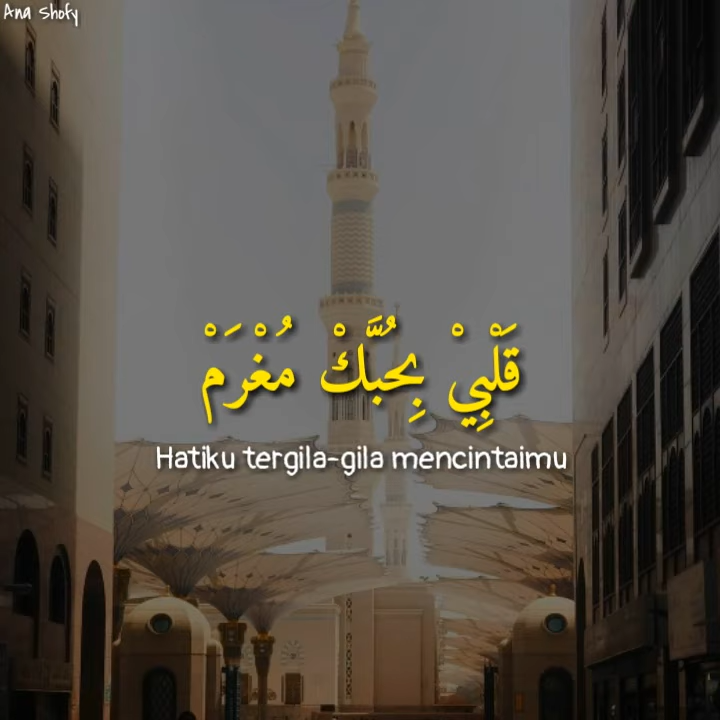 Ana Shofy
قَلْبِيْ بِحُبَّكْ مُغْرَمْ
Hatiku tergila-gila mencintaimu